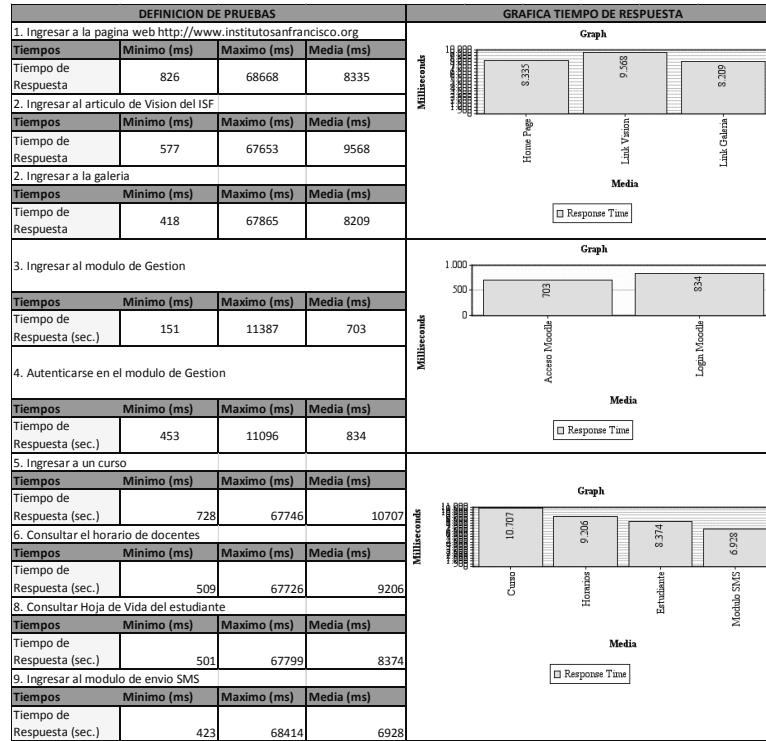 DEFINICION DE PRUEBAS
1. Ingresar a la pagina web http://www.institutosanfrancisco.org
Tiempos Minimo (ms) Maximo (ms) Media (ms)
Tiempo de
Respuesta 826 68668 8335
2. Ingresar al articulo de Vision del ISF
Tiempos Minimo (ms) Maximo (ms) Media (ms)
Tiempo de
Respuesta 577 67653 9568
2. Ingresar a la galeria
Tiempos Minimo (ms) Maximo (ms) Media (ms)
Tiempo de
Respuesta 418 67865 8209
3. Ingresar al modulo de Gestion
Tiempos Minimo (ms) Maximo (ms) Media (ms)
Tiempo de
Respuesta (sec.) 151 11387 703
4. Autenticarse en el modulo de Gestion
Tiempos Minimo (ms) Maximo (ms) Media (ms)
Tiempo de
Respuesta (sec.) 453 11096 834
5. Ingresar a un curso
Tiempos Minimo (ms) Maximo (ms) Media (ms)
Tiempo de
Respuesta (sec.) 728 67746 10707
6. Consultar el horario de docentes
Tiempos Minimo (ms) Maximo (ms) Media (ms)
Tiempo de
Respuesta (sec.) 509 67726 9206
8. Consultar Hoja de Vida del estudiante
Tiempos Minimo (ms) Maximo (ms) Media (ms)
Tiempo de
Respuesta (sec.) 501 67799 8374
9. Ingresar al modulo de envio SMS
Tiempos Minimo (ms) Maximo (ms) Media (ms)
Tiempo de
Respuesta (sec.) 423 68414 6928
GRAFICA TIEMPO DE RESPUESTA
Graph
Milliseconds
8.335
9.568
8.209
Home Page
Link Vision
Link Galeria
Media
Response Time
Graph
Milliseconds
1.000
500
0
703
834
Acceso Moodle
Login Moodle
Media
Response Time
Graph
Milliseconds
10.707
9.206
8.374
6.928
Curso
Horarios
Estudiante
Modulo SMS
Media
Response Time